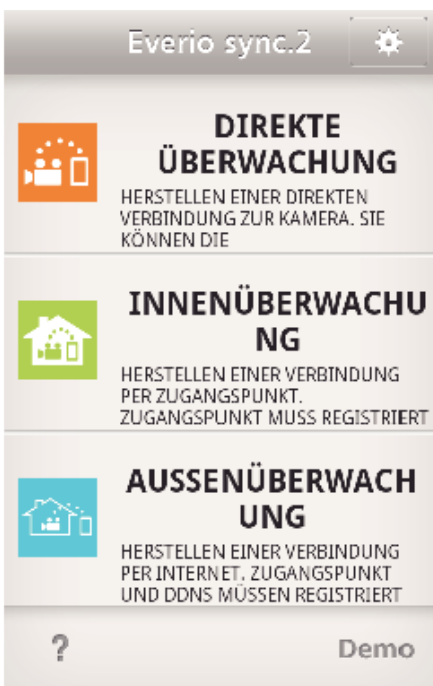 Everio sync.2
DIREKTE
ÜBERWACHUNG
HERSTELLEN EINER DIREKTEN
VERBINDUNG ZUR KAMERA. SIE
KÖNNEN DIE
INNENÜBERWACHU
NG
HERSTELLEN EINER VERBINDUNG
PER ZUGANGSPUNKT.
ZUGANGSPUNKT MUSS REGISTRIERT
AUSSENÜBERWACH
UNG
HERSTELLEN EINER VERBINDUNG
PER INTERNET. ZUGANGSPUNKT
UND DDNS MÜSSEN REGISTRIERT
? Demo